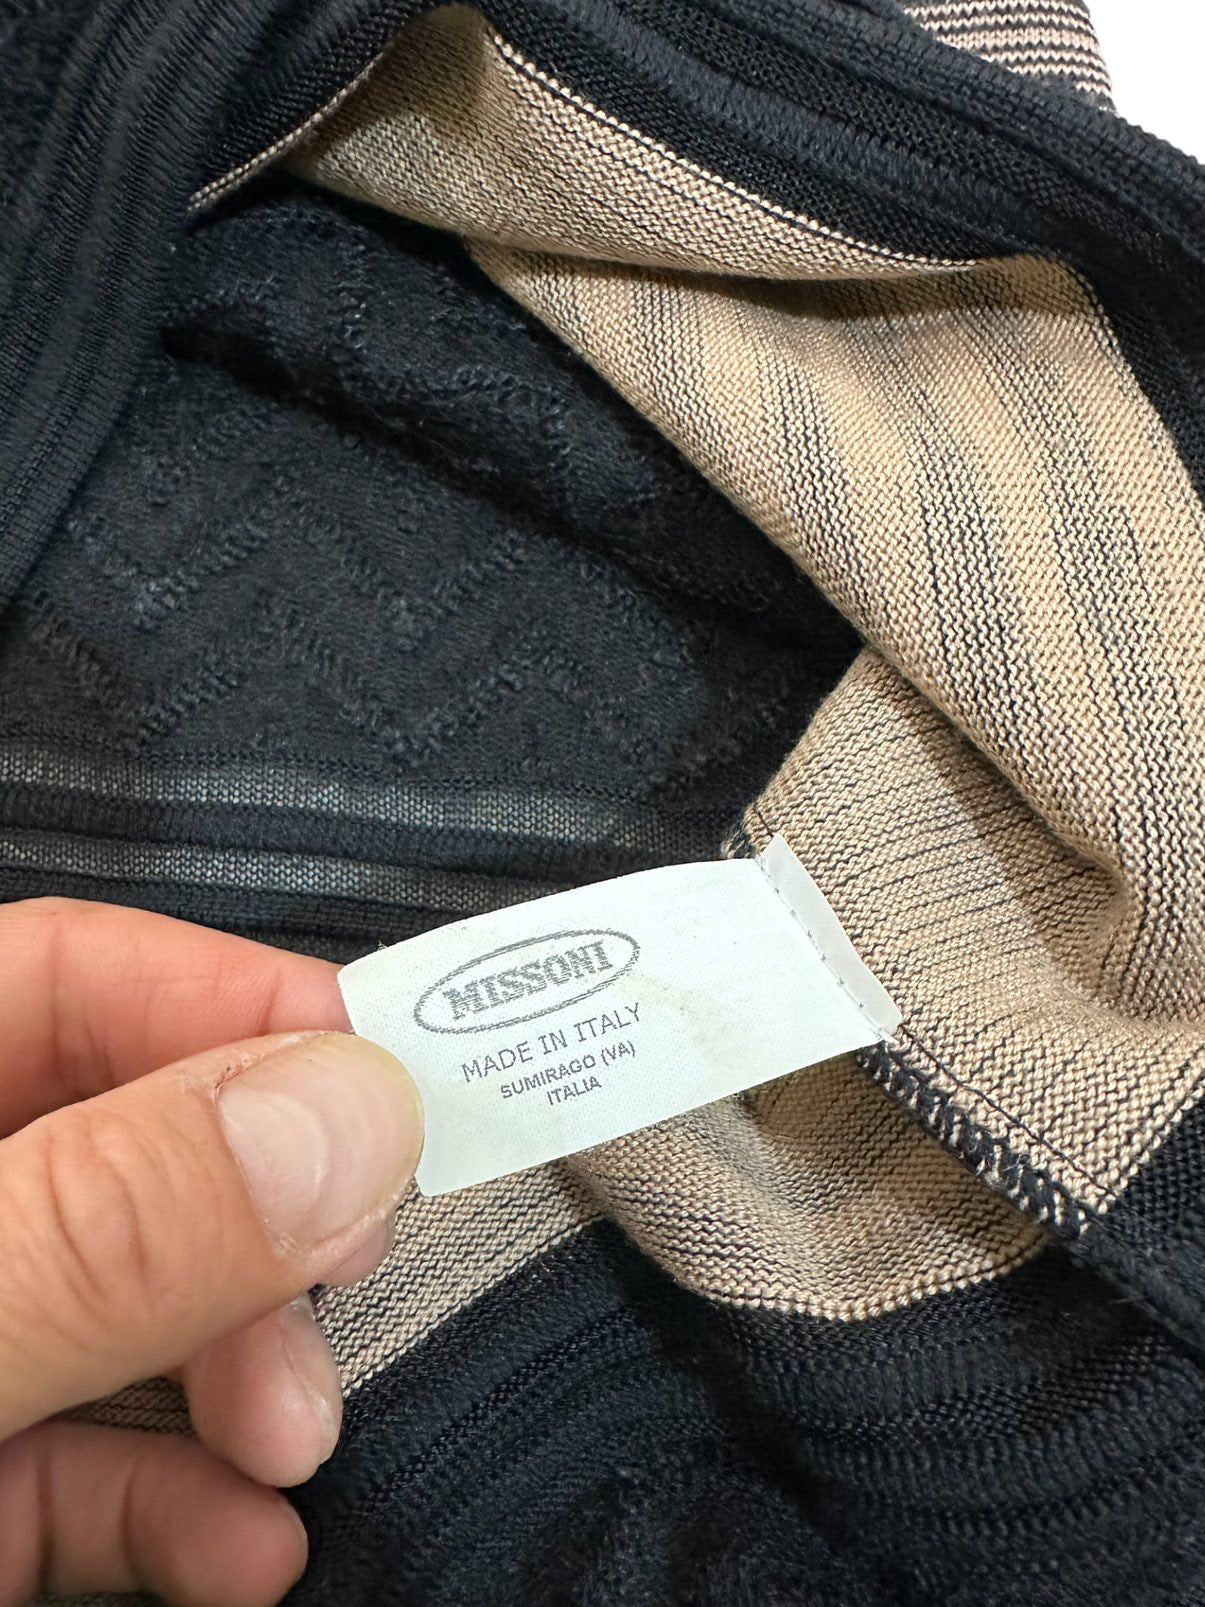 MISSONI
MADE IN ITALY
SUMIRAGO (VA)
ITALIA